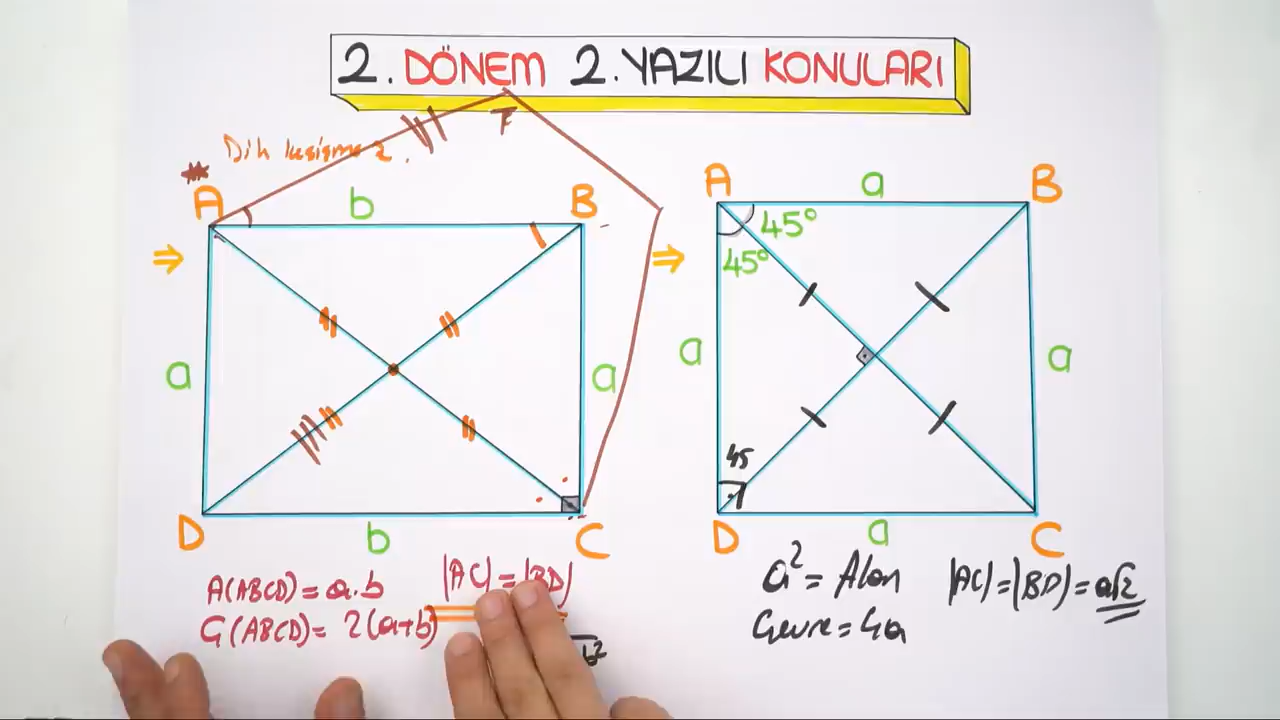 2. DÖNEM 2. YAZILI KONULARI
Dik kesişmez.
A b B
a a
D b C
A(ABCD) = a.b
|AC| = |BD|
Ç(ABCD) = 2(a+b)
b²
F
A a B
45°
45°
a a
45
D a C
a² = Alan
|AC| = |BD| = a√2
Çevre = 4a